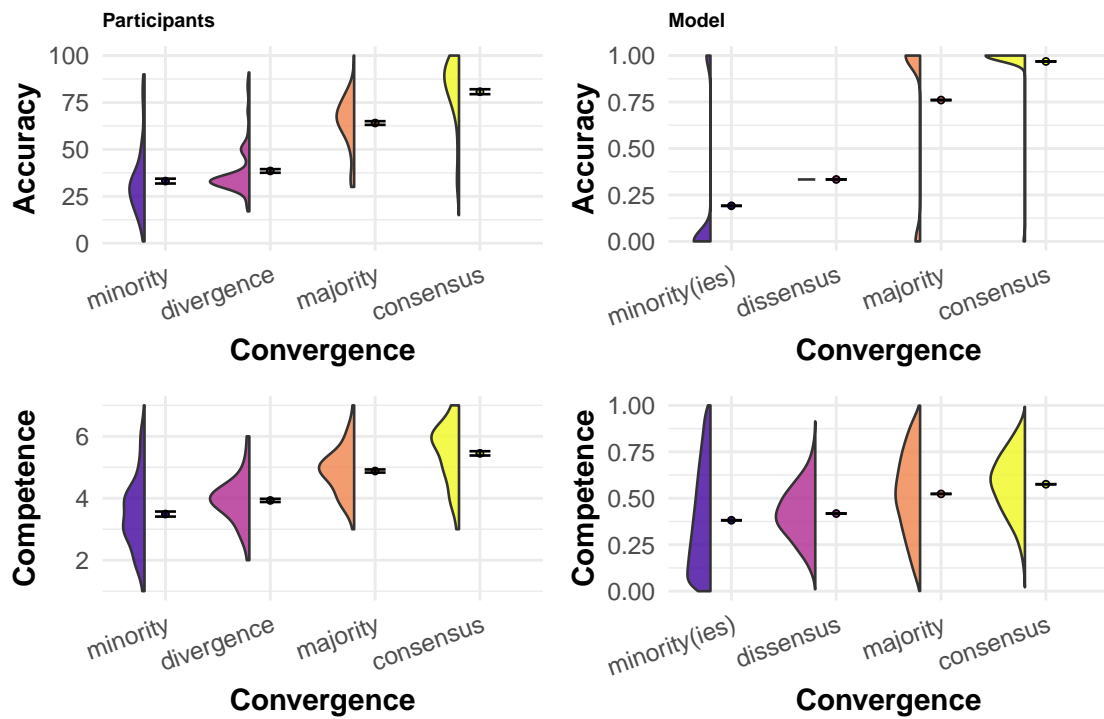 Participants
Accuracy
100
75
50
25
0
minority
divergence
majority
consensus
Convergence
Model
Accuracy
1.00
0.75
0.50
0.25
0.00
minority(ies)
dissensus
majority
consensus
Convergence
Competence
6
4
2
minority
divergence
majority
consensus
Convergence
Competence
1.00
0.75
0.50
0.25
0.00
minority(ies)
dissensus
majority
consensus
Convergence